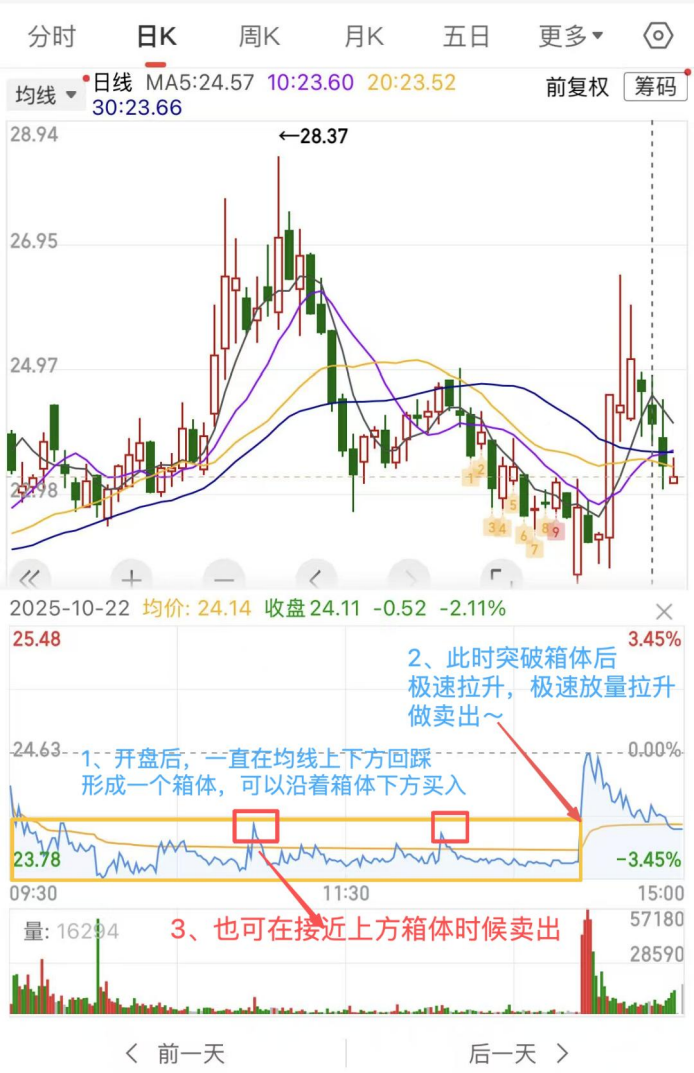 分时 日K 周K 月K 五日 更多
均线 日线 MA5:24.57 10:23.60 20:23.52 前复权 筹码
30:23.66
28.94
←28.37
26.95
24.97
22.98
1 2
3 4 5 6 7 8 9
2025-10-22 均价: 24.14 收盘 24.11 -0.52 -2.11%
25.48 3.45%
2、此时突破箱体后
极速拉升，极速放量拉升
做卖出～
24.63 0.00%
1、开盘后，一直在均线上下方回踩
形成一个箱体，可以沿着箱体下方买入
23.78 -3.45%
09:30 11:30 15:00
量: 16294 57180
3、也可在接近上方箱体时候卖出
28590
前一天 后一天